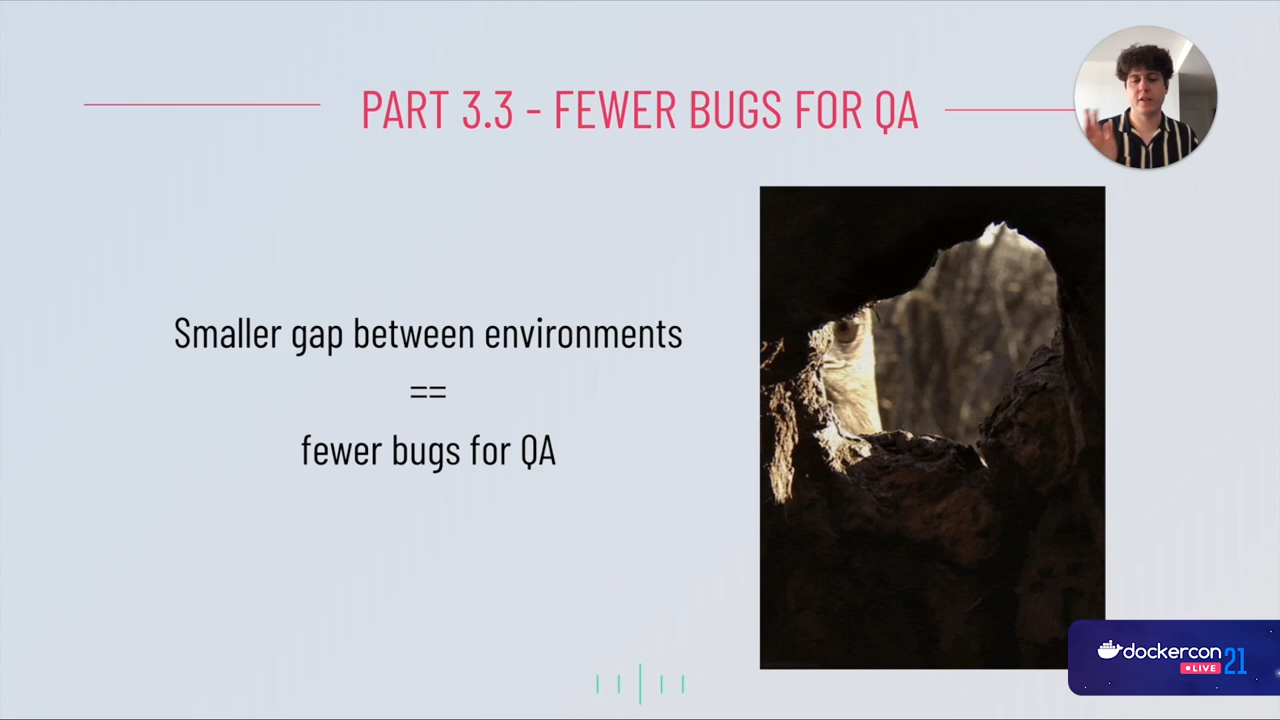 PART 3.3 - FEWER BUGS FOR QA
Smaller gap between environments
==
fewer bugs for QA
dockercon
LIVE
21